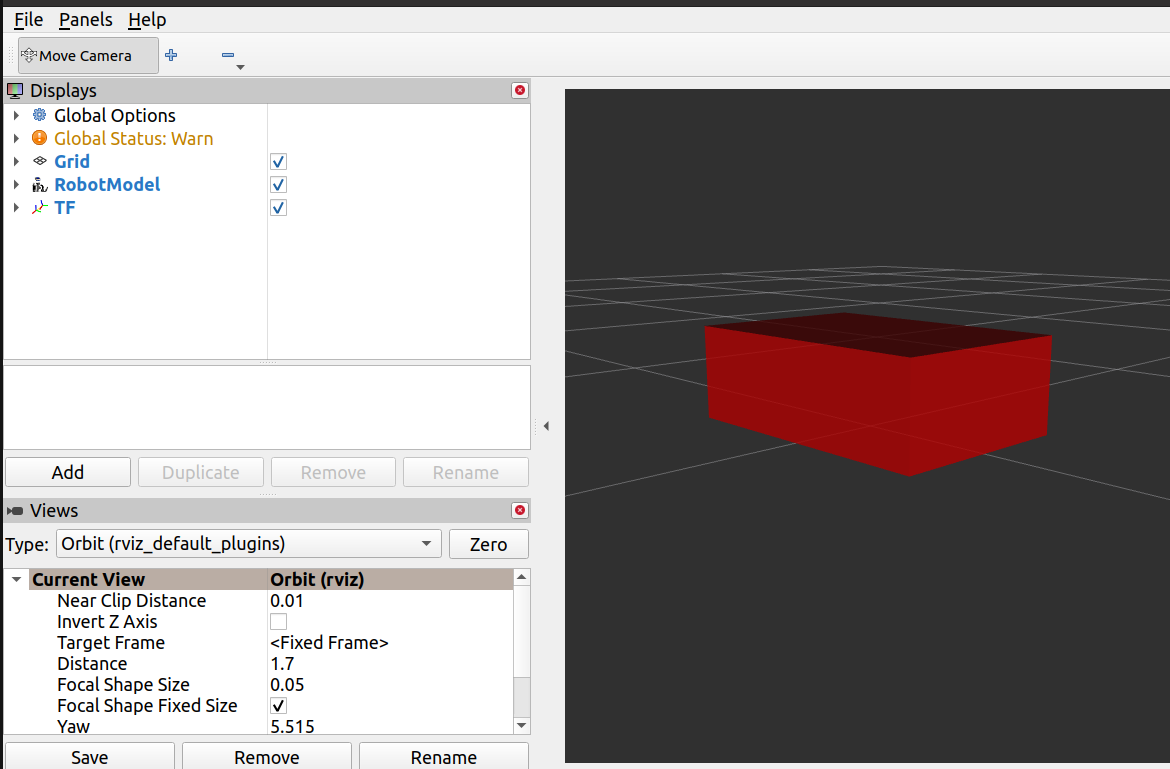 File Panels Help
Move Camera
Displays
Global Options
Global Status: Warn
Grid
RobotModel
TF
Add Duplicate Remove Rename
Views
Type: Orbit (rviz_default_plugins) Zero
Current View Orbit (rviz)
Near Clip Distance 0.01
Invert Z Axis
Target Frame <Fixed Frame>
Distance 1.7
Focal Shape Size 0.05
Focal Shape Fixed Size
Yaw 5.515
Save Remove Rename